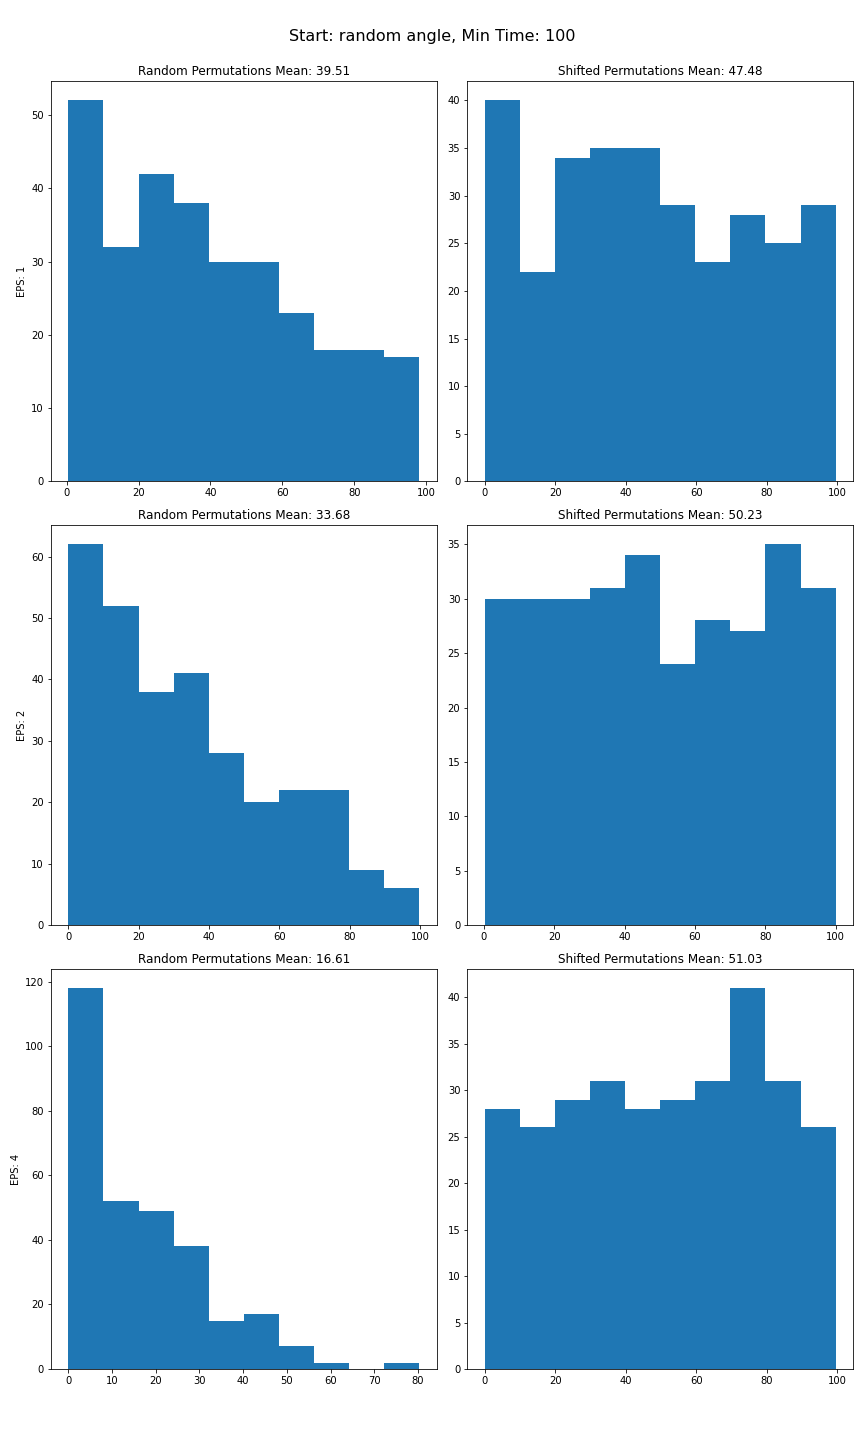 Start: random angle, Min Time: 100
Random Permutations Mean: 39.51
50
40
30
20
10
0
EPS: 1
0 20 40 60 80 100
Shifted Permutations Mean: 47.48
40
35
30
25
20
15
10
5
0
0 20 40 60 80 100
Random Permutations Mean: 33.68
60
50
40
30
20
10
0
EPS: 2
0 20 40 60 80 100
Shifted Permutations Mean: 50.23
35
30
25
20
15
10
5
0
0 20 40 60 80 100
Random Permutations Mean: 16.61
120
100
80
60
40
20
0
EPS: 4
0 10 20 30 40 50 60 70 80
Shifted Permutations Mean: 51.03
40
35
30
25
20
15
10
5
0
0 20 40 60 80 100